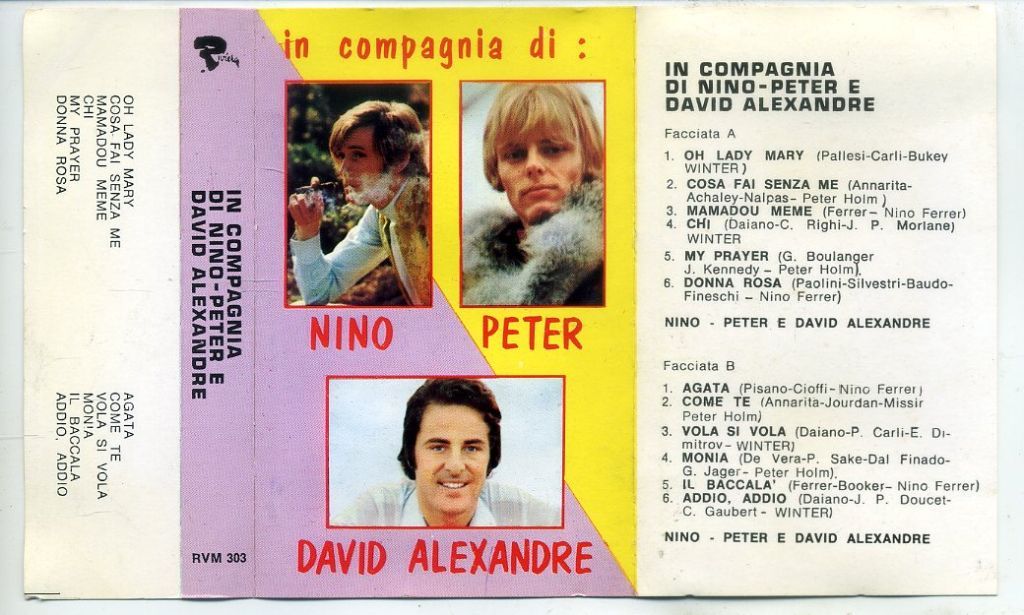 OH LADY MARY
COSA FAI SENZA ME
MAMADOU MEME
CHI
MY PRAYER
DONNA ROSA
AGATA
COME TE
VOLA SI VOLA
MONIA
IL BACCALA
ADDIO, ADDIO
Riviera
IN COMPAGNIA
DI NINO-PETER E
DAVID ALEXANDRE
RVM 303
in compagnia di :
NINO
PETER
DAVID ALEXANDRE
IN COMPAGNIA
DI NINO-PETER E
DAVID ALEXANDRE
Facciata A
1. OH LADY MARY (Pallesi-Carli-Bukey
WINTER)
2. COSA FAI SENZA ME (Annarita-
Achaley-Nalpas- Peter Holm)
3. MAMADOU MEME (Ferrer- Nino Ferrer)
4. CHI (Daiano-C. Righi-J. P. Morlane)
WINTER
5. MY PRAYER (G. Boulanger
J. Kennedy - Peter Holm),
6. DONNA ROSA (Paolini-Silvestri-Baudo-
Fineschi - Nino Ferrer)
NINO - PETER E DAVID ALEXANDRE
Facciata B
1. AGATA (Pisano-Cioffi-Nino Ferrer)
2. COME TE (Annarita-Jourdan-Missir
Peter Holm)
3. VOLA SI VOLA (Daiano-P. Carli-E. Di-
mitrov- WINTER)
4. MONIA (De Vera-P. Sake-Dal Finado-
G. Jager- Peter Holm),
5. IL BACCALA' (Ferrer-Booker- Nino Ferrer)
6. ADDIO, ADDIO (Daiano-J. P. Doucet-
C. Gaubert - WINTER)
NINO - PETER E DAVID ALEXANDRE